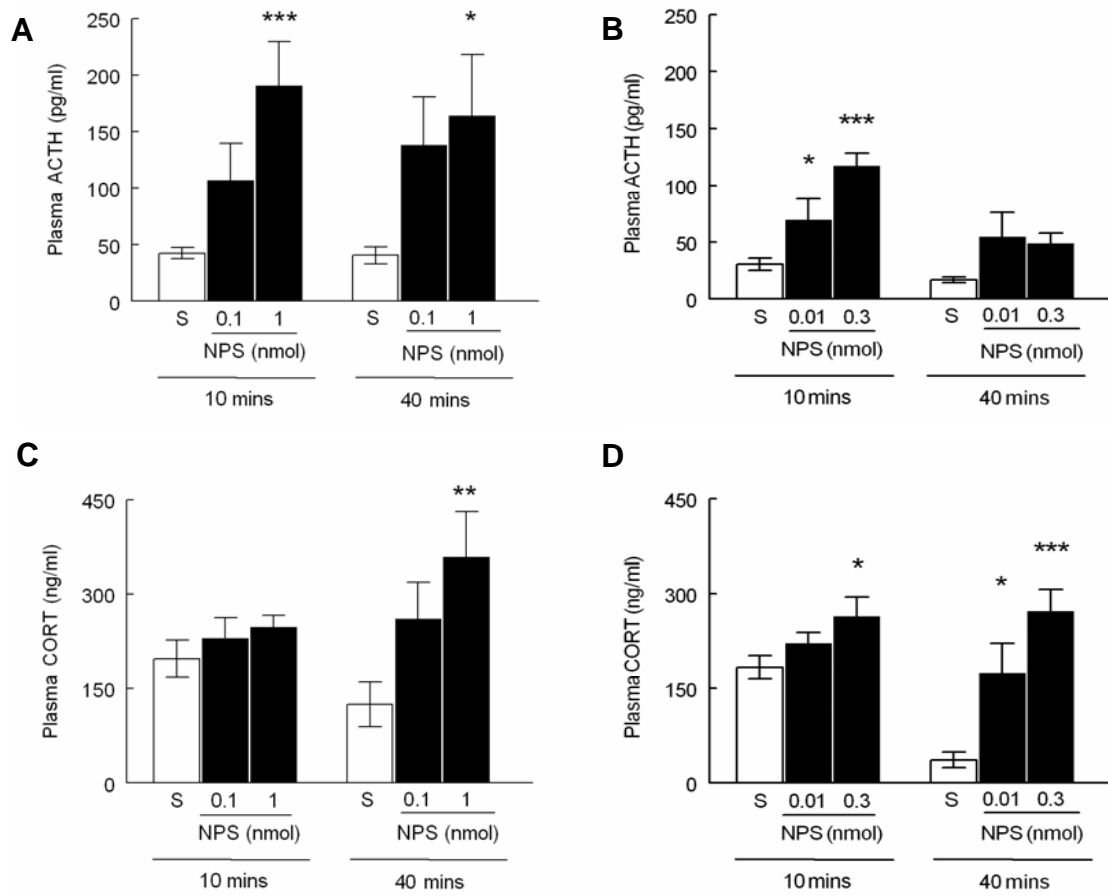 A
Plasma ACTH (pg/ml)
250
200
150
100
50
0
***
*
S 0.1 1 S 0.1 1
NPS (nmol) NPS (nmol)
10 mins 40 mins
B
Plasma ACTH (pg/ml)
250
200
150
100
50
0
*
***
S 0.01 0.3 S 0.01 0.3
NPS (nmol) NPS (nmol)
10 mins 40 mins
C
Plasma CORT (ng/ml)
450
300
150
0
**
S 0.1 1 S 0.1 1
NPS (nmol) NPS (nmol)
10 mins 40 mins
D
Plasma CORT (ng/ml)
450
300
150
0
*
*
***
S 0.01 0.3 S 0.01 0.3
NPS (nmol) NPS (nmol)
10 mins 40 mins